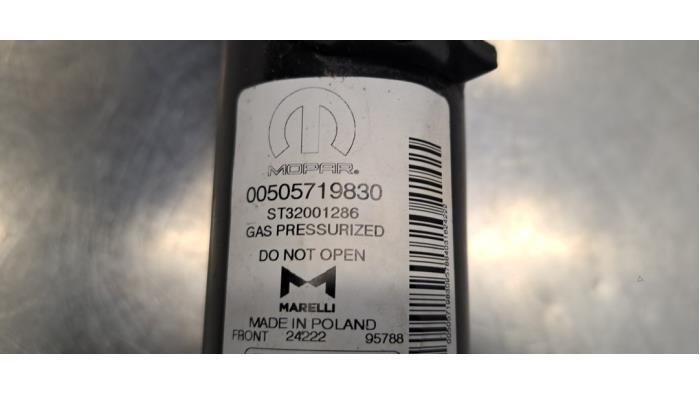 MOPAR®
00505719830
ST32001286
GAS PRESSURIZED
DO NOT OPEN
MARELLI
MADE IN POLAND
FRONT 24222 95788